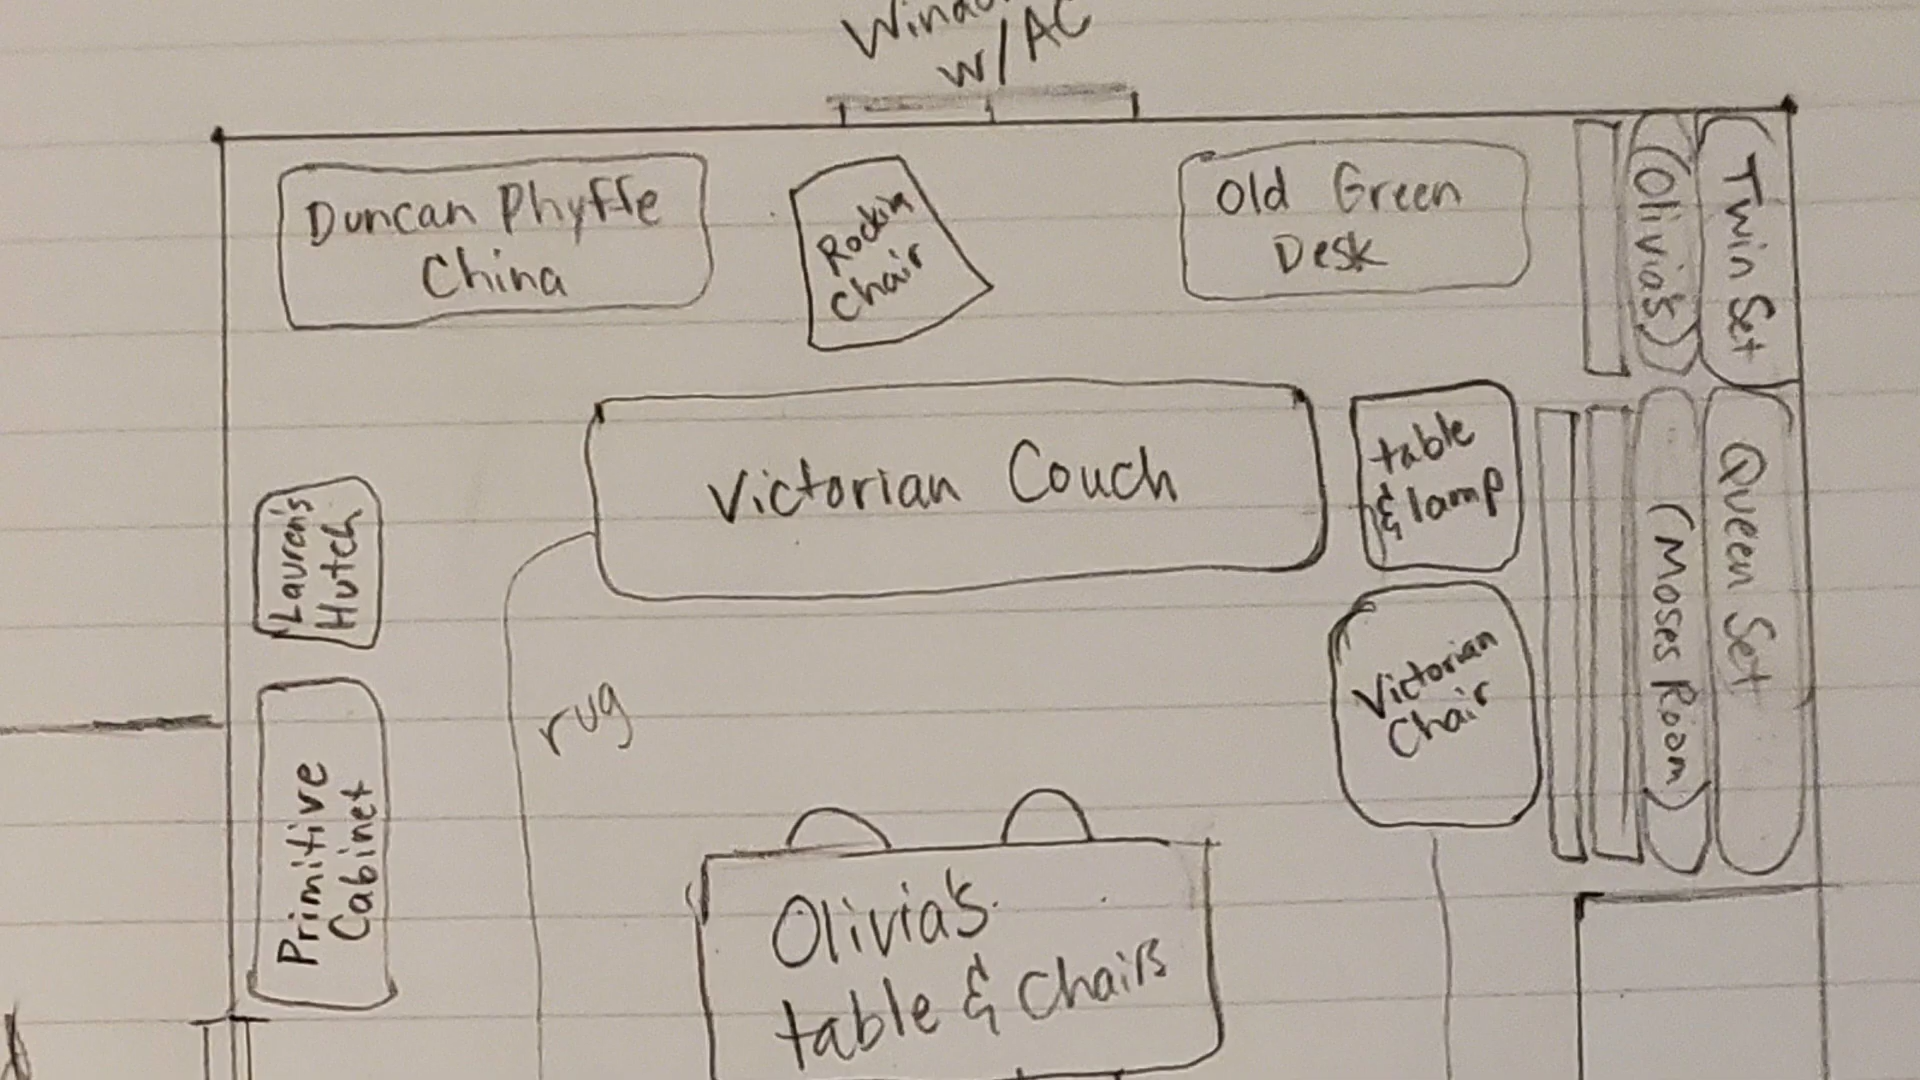 w/AC
Duncan Phyffe
China
Rockin
Chair
Old Green
Desk
Twin Set
(Olivia's)
Victorian Couch
table
& lamp
Queen Set
(Moses Room)
Lauren's
Hutch
Victorian
Chair
rug
Primitive
Cabinet
Olivia's
table & Chairs